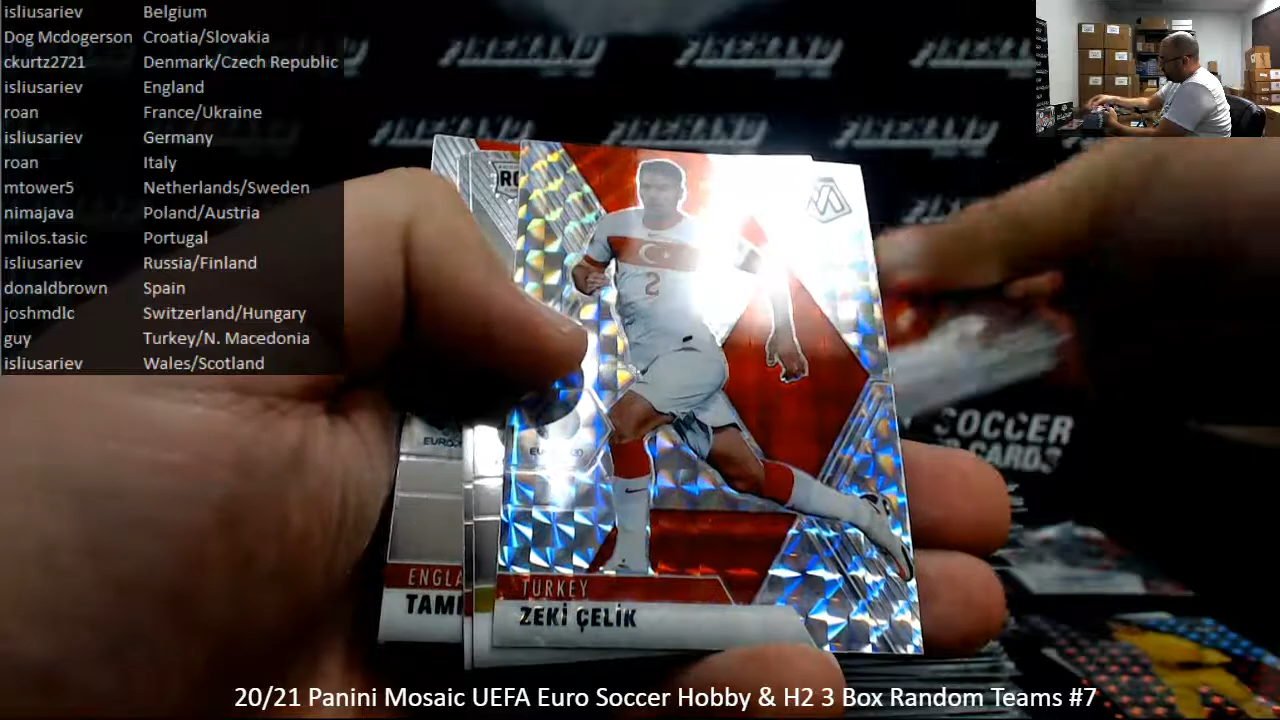 isliusariev Belgium
Dog Mcdogerson Croatia/Slovakia
ckurtz2721 Denmark/Czech Republic
isliusariev England
roan France/Ukraine
isliusariev Germany
roan Italy
mtower5 Netherlands/Sweden
nimajava Poland/Austria
milos.tasic Portugal
isliusariev Russia/Finland
donaldbrown Spain
joshmdlc Switzerland/Hungary
guy Turkey/N. Macedonia
isliusariev Wales/Scotland
2
SOCCER
CARDS
TURKEY
ZEKİ ÇELİK
20/21 Panini Mosaic UEFA Euro Soccer Hobby & H2 3 Box Random Teams #7